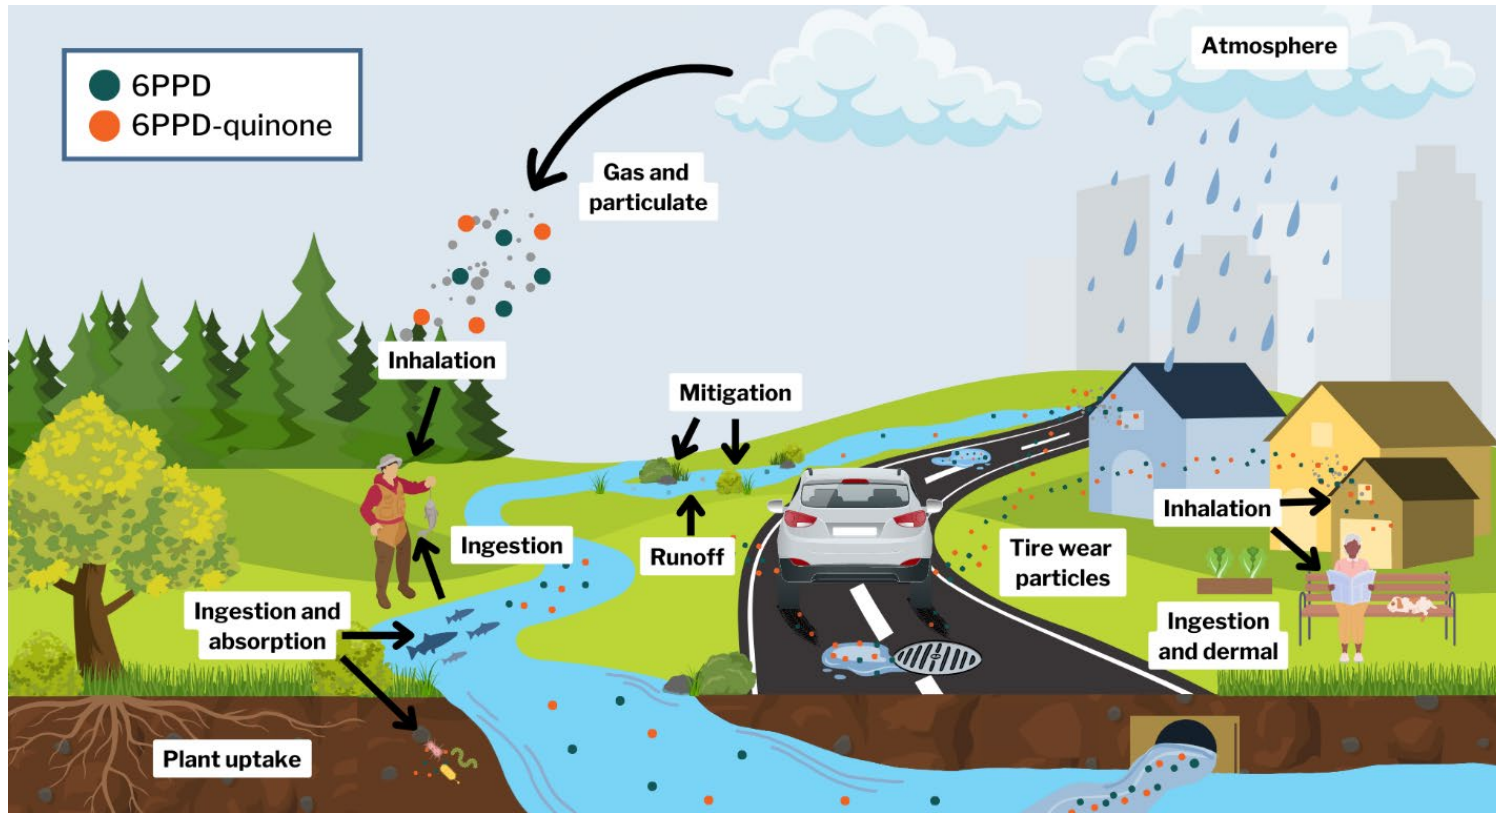 6PPD
6PPD-quinone
Atmosphere
Gas and
particulate
Inhalation
Mitigation
Inhalation
Ingestion
Runoff
Tire wear
particles
Ingestion and
absorption
Ingestion
and dermal
Plant uptake